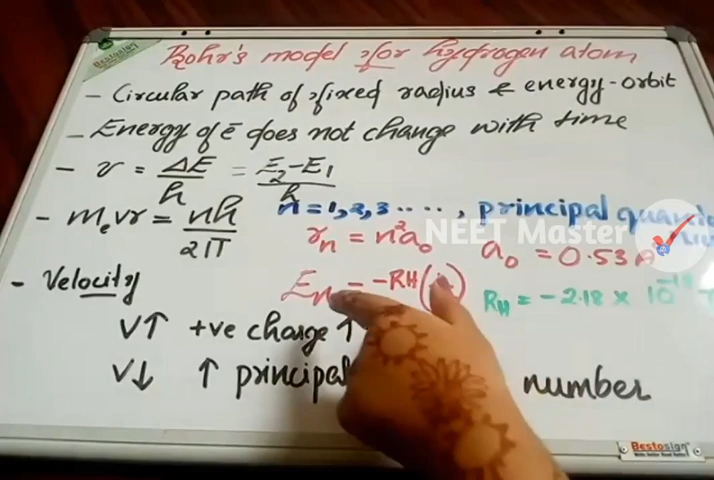 Bestosign
Bohr's model for hydrogen atom
- Circular path of fixed radius & energy-orbit
- Energy of ē does not change with time
- ν = ΔE/h = E₂-E₁/h
n = 1, 2, 3 ....., principal
- mₑvr = nh/2π
rₙ = n²a₀ a₀ = 0.53 A
NEET Master
- Velocity Eₙ = -RH( RH = -2.18 × 10
V↑ +ve charge ↑
V↓ ↑ principal number
Bestosign